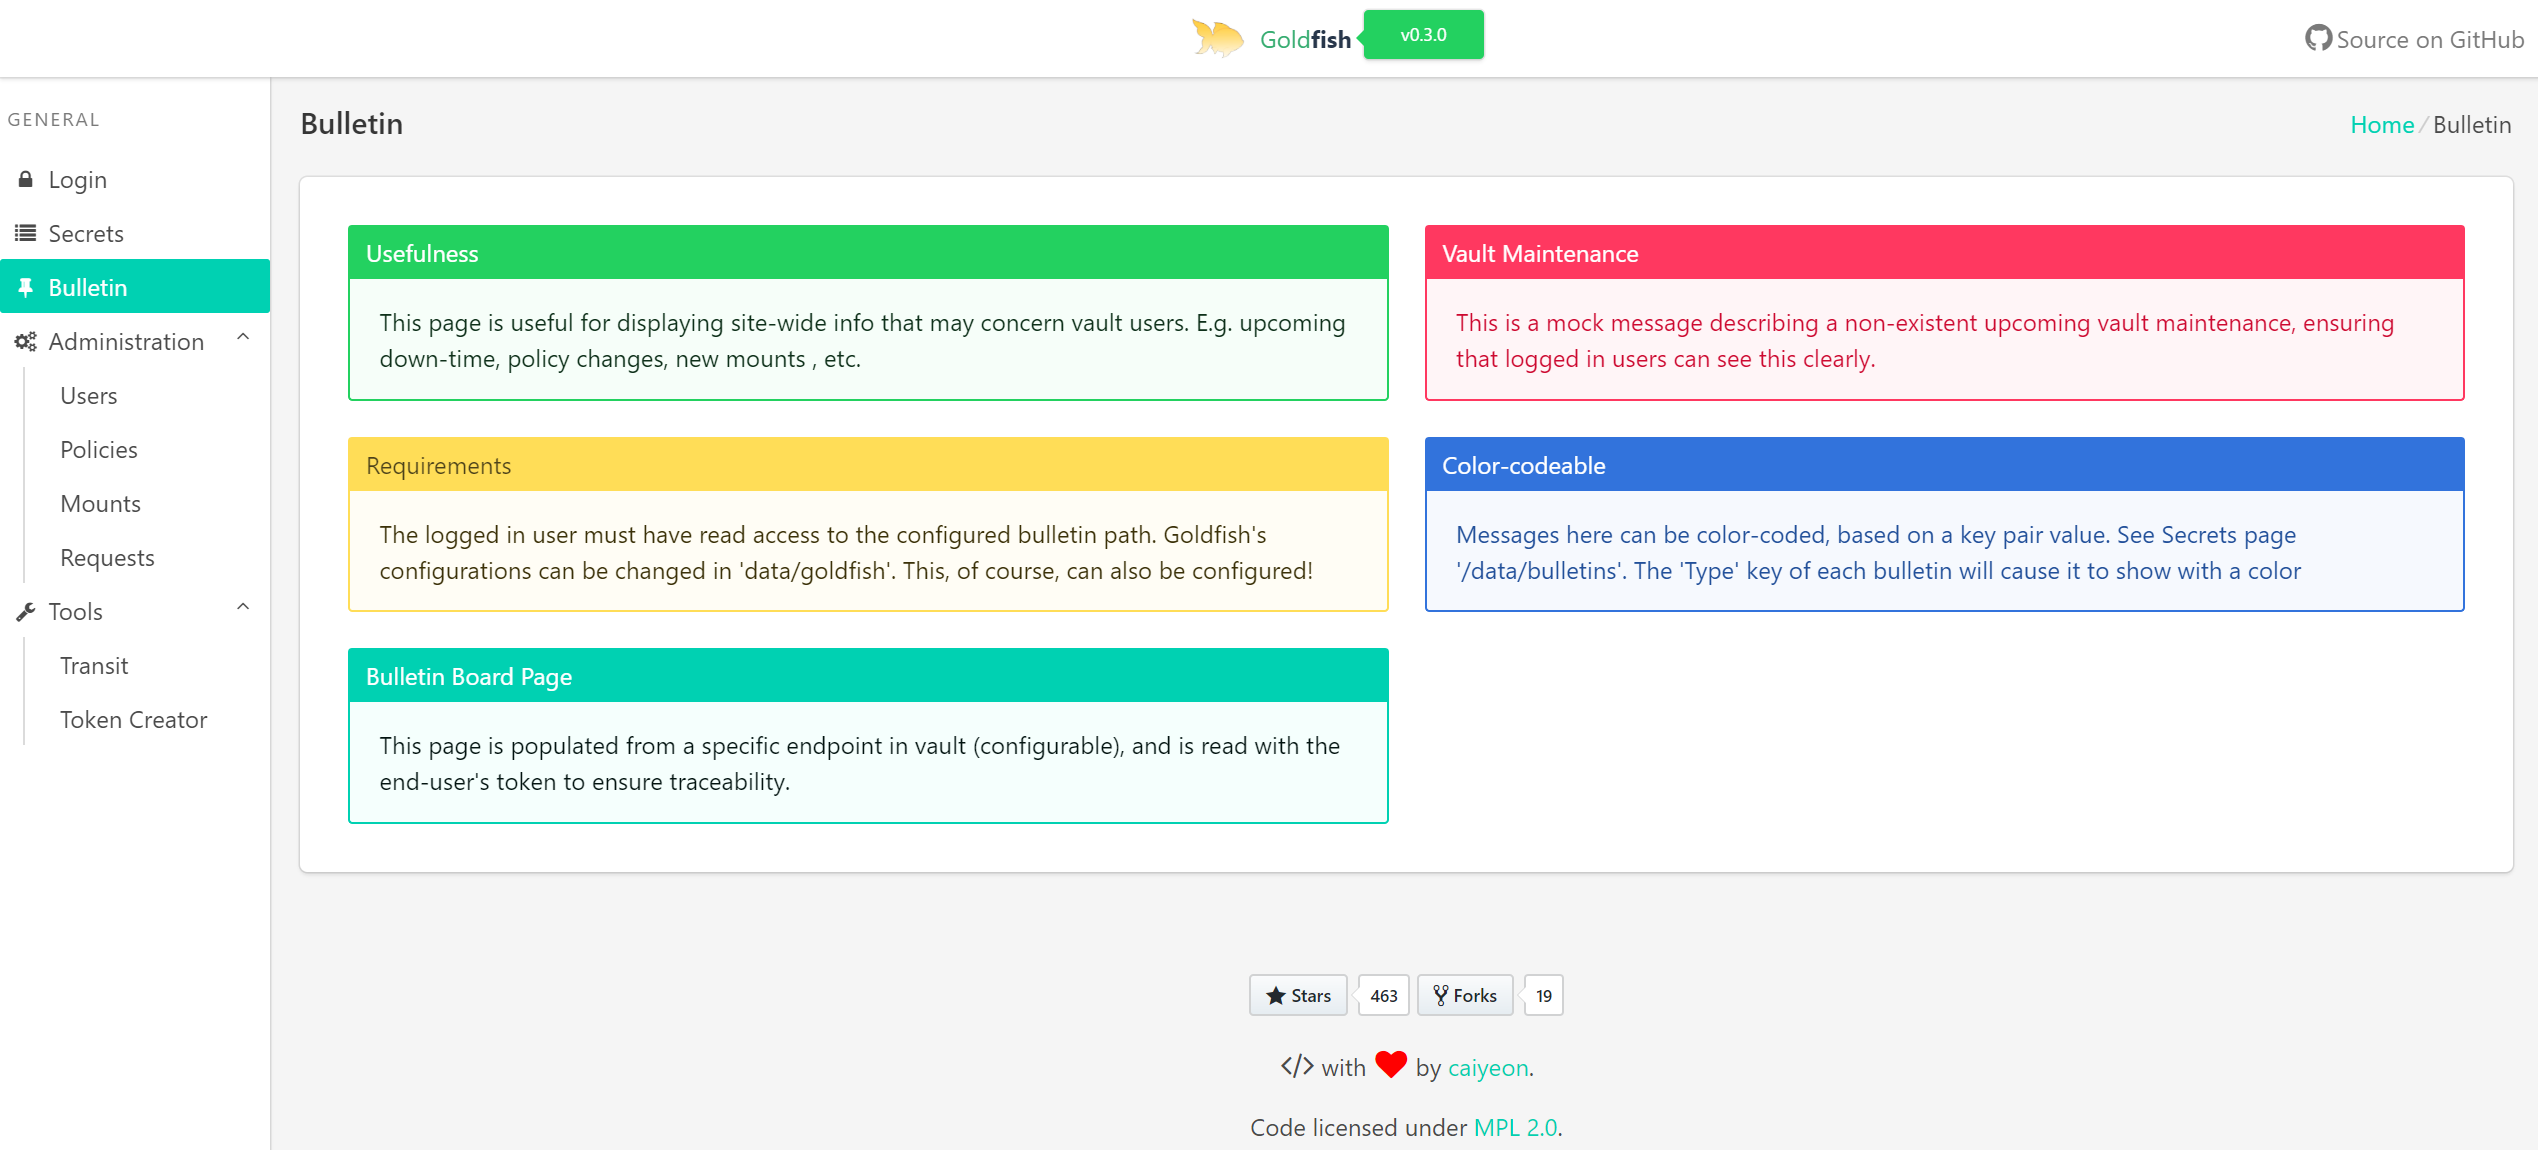 Goldfish
v0.3.0
Source on GitHub
GENERAL
Login
Secrets
Bulletin
Administration
Users
Policies
Mounts
Requests
Tools
Transit
Token Creator
Bulletin
Home / Bulletin
Usefulness
This page is useful for displaying site-wide info that may concern vault users. E.g. upcoming
down-time, policy changes, new mounts , etc.
Vault Maintenance
This is a mock message describing a non-existent upcoming vault maintenance, ensuring
that logged in users can see this clearly.
Requirements
The logged in user must have read access to the configured bulletin path. Goldfish's
configurations can be changed in 'data/goldfish'. This, of course, can also be configured!
Color-codeable
Messages here can be color-coded, based on a key pair value. See Secrets page
'/data/bulletins'. The 'Type' key of each bulletin will cause it to show with a color
Bulletin Board Page
This page is populated from a specific endpoint in vault (configurable), and is read with the
end-user's token to ensure traceability.
Stars 463 Forks 19
</> with by caiyeon.
Code licensed under MPL 2.0.